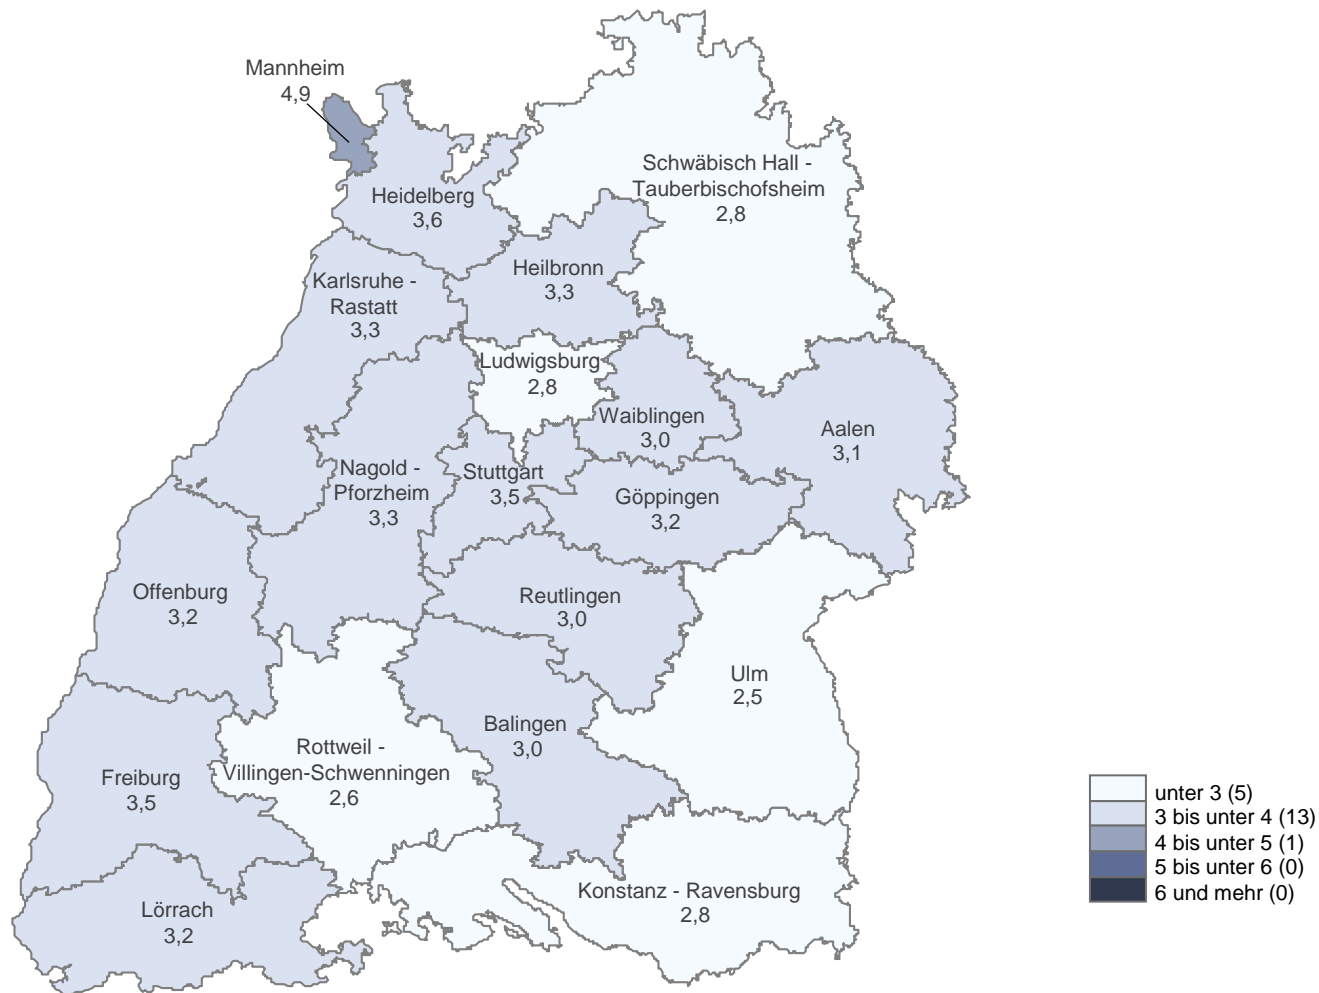 Mannheim
4,9
Schwäbisch Hall -
Tauberbischofsheim
2,8
Heidelberg
3,6
Heilbronn
3,3
Karlsruhe -
Rastatt
3,3
Ludwigsburg
2,8
Waiblingen
3,0
Aalen
3,1
Nagold -
Pforzheim
3,3
Stuttgart
3,5
Göppingen
3,2
Offenburg
3,2
Reutlingen
3,0
Ulm
2,5
Balingen
3,0
Rottweil -
Villingen-Schwenningen
2,6
Freiburg
3,5
Konstanz - Ravensburg
2,8
Lörrach
3,2
unter 3 (5)
3 bis unter 4 (13)
4 bis unter 5 (1)
5 bis unter 6 (0)
6 und mehr (0)